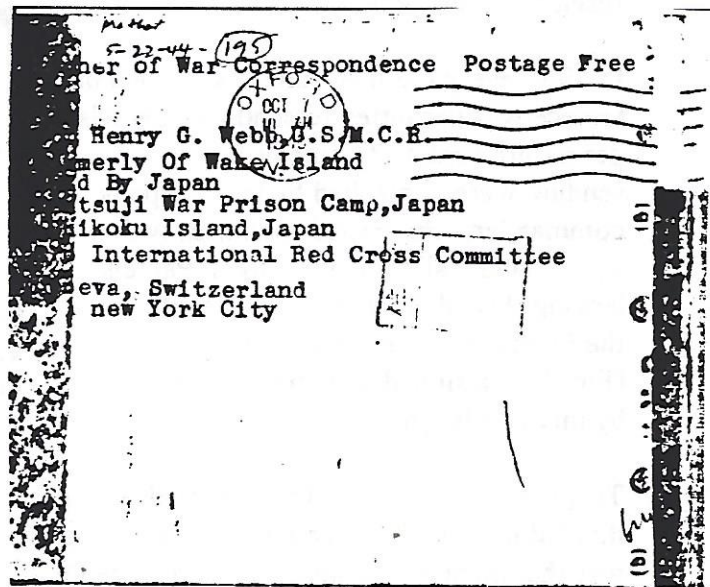 5-22-44-(195)
ner of War Correspondence Postage Free
OXFORD
OCT 7
Henry G. Webb,U.S.M.C.R.
merly Of Wake Island
d By Japan
tsuji War Prison Camp,Japan
ikoku Island,Japan
International Red Cross Committee
eva, Switzerland
new York City